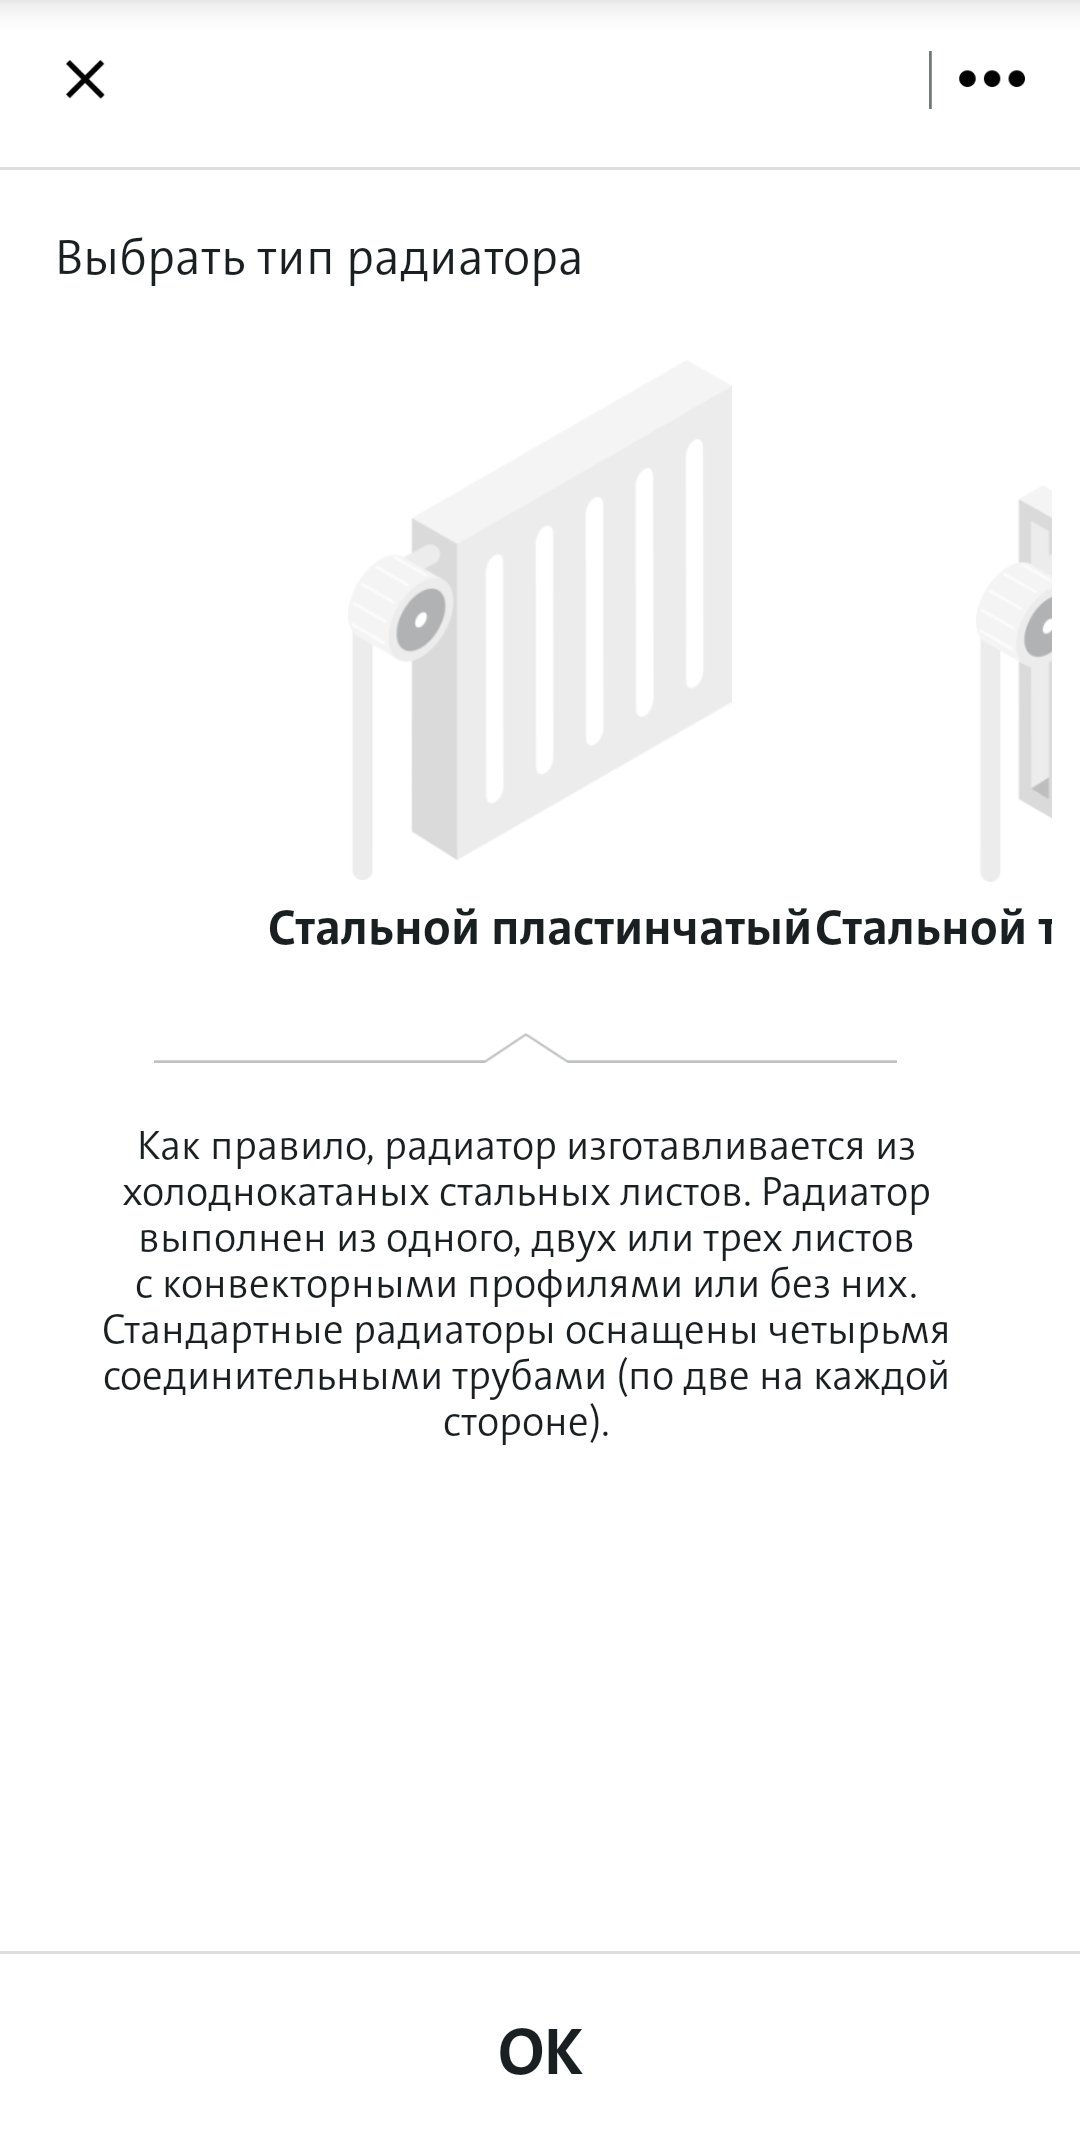 Выбрать тип радиатора
Стальной пластинчатый Стальной т
Как правило, радиатор изготавливается из
холоднокатаных стальных листов. Радиатор
выполнен из одного, двух или трех листов
с конвекторными профилями или без них.
Стандартные радиаторы оснащены четырьмя
соединительными трубами (по две на каждой
стороне).
ОК